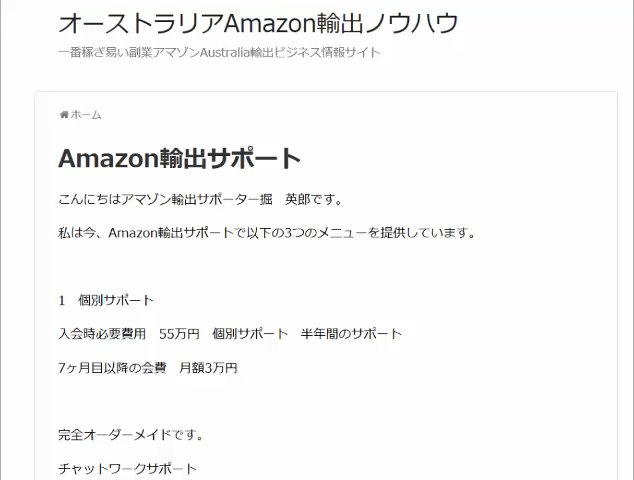 オーストラリアAmazon輸出ノウハウ
一番稼ぎ易い副業アマゾンAustralia輸出ビジネス情報サイト
ホーム
Amazon輸出サポート
こんにちはアマゾン輸出サポーター堀　英郎です。
私は今、Amazon輸出サポートで以下の3つのメニューを提供しています。
1　個別サポート
入会時必要費用　55万円　個別サポート　半年間のサポート
7ヶ月目以降の会費　月額3万円
完全オーダーメイドです。
チャットワークサポート